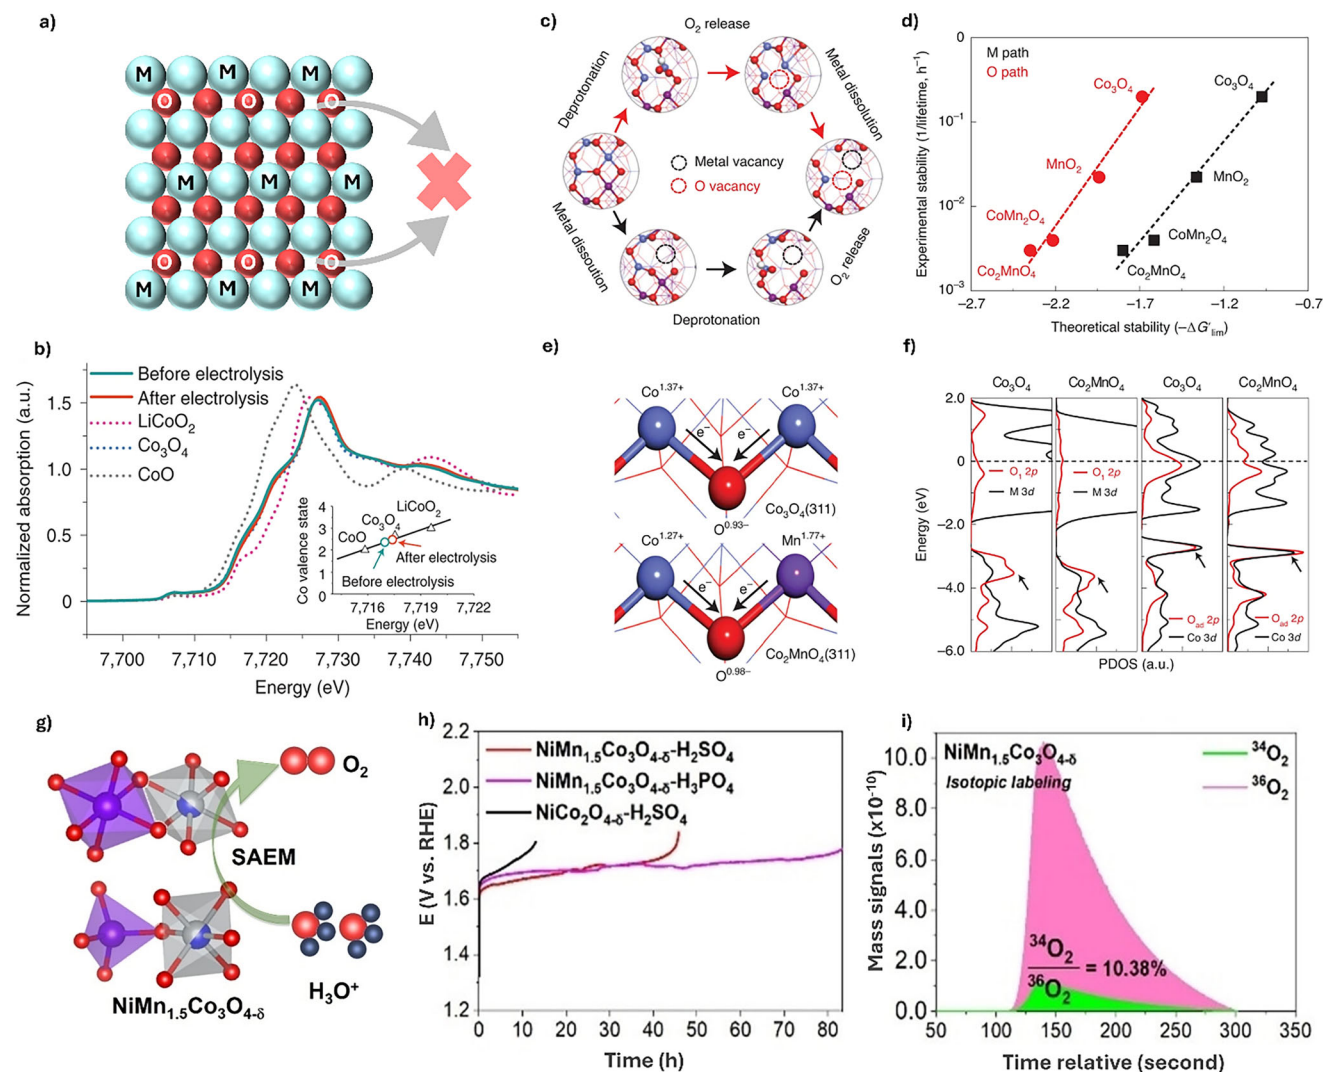 a)
M M M
O O O
M M M
O O O
M M M
b)
Normalized absorption (a.u.)
1.5
1.0
0.5
0
Before electrolysis
After electrolysis
LiCoO₂
Co₃O₄
CoO
Co valence state
4
3
2
1
0
LiCoO₂
Co₃O₄
CoO
After electrolysis
Before electrolysis
7,716 7,719 7,722
Energy (eV)
7,700 7,710 7,720 7,730 7,740 7,750
Energy (eV)
c)
O₂ release
Deprotonation
Metal dissolution
Metal vacancy
O vacancy
Metal dissoution
O₂ release
Deprotonation
d)
Experimental stability (1/lifetime, h⁻¹)
0
10⁻¹
10⁻²
10⁻³
M path
O path
Co₃O₄
Co₃O₄
MnO₂
MnO₂
CoMn₂O₄
CoMn₂O₄
Co₂MnO₄
Co₂MnO₄
−2.7 −2.2 −1.7 −1.2 −0.7
Theoretical stability (−ΔG′lim)
e)
Co¹·³⁷⁺ Co¹·³⁷⁺
e⁻ e⁻
O⁰·⁹³⁻
Co₃O₄(311)
Co¹·²⁷⁺ Mn¹·⁷⁷⁺
e⁻ e⁻
O⁰·⁹⁸⁻
Co₂MnO₄(311)
f)
Co₃O₄ Co₂MnO₄ Co₃O₄ Co₂MnO₄
Energy (eV)
2.0
0
−2.0
−4.0
−6.0
O₁ 2p
M 3d
O₁ 2p
M 3d
Oad 2p
Co 3d
Oad 2p
Co 3d
PDOS (a.u.)
g)
O₂
SAEM
H₃O⁺
NiMn₁.₅Co₃O₄₋δ
h)
E (V vs. RHE)
2.2
2.0
1.8
1.6
1.4
1.2
NiMn₁.₅Co₃O₄₋δ-H₂SO₄
NiMn₁.₅Co₃O₄₋δ-H₃PO₄
NiCo₂O₄₋δ-H₂SO₄
0 10 20 30 40 50 60 70 80
Time (h)
i)
Mass signals (x10⁻¹⁰)
10.0
8.0
6.0
4.0
2.0
0.0
NiMn₁.₅Co₃O₄₋δ
Isotopic labeling
³⁴O₂
³⁶O₂
³⁴O₂
³⁶O₂
= 10.38%
50 100 150 200 250 300 350
Time relative (second)